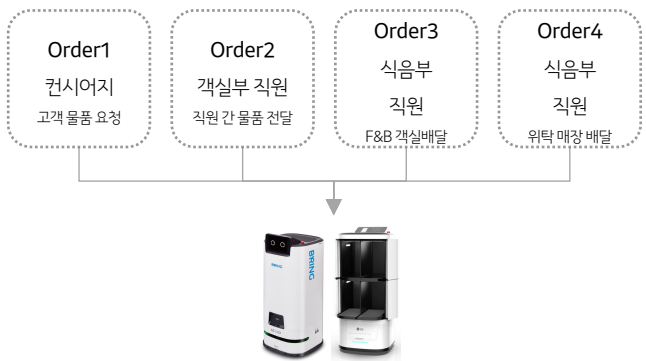 Order1
컨시어지
고객 물품 요청
Order2
객실부 직원
직원 간 물품 전달
Order3
식음부
직원
F&B 객실배달
Order4
식음부
직원
위탁 매장 배달
BRING
BRING
LG